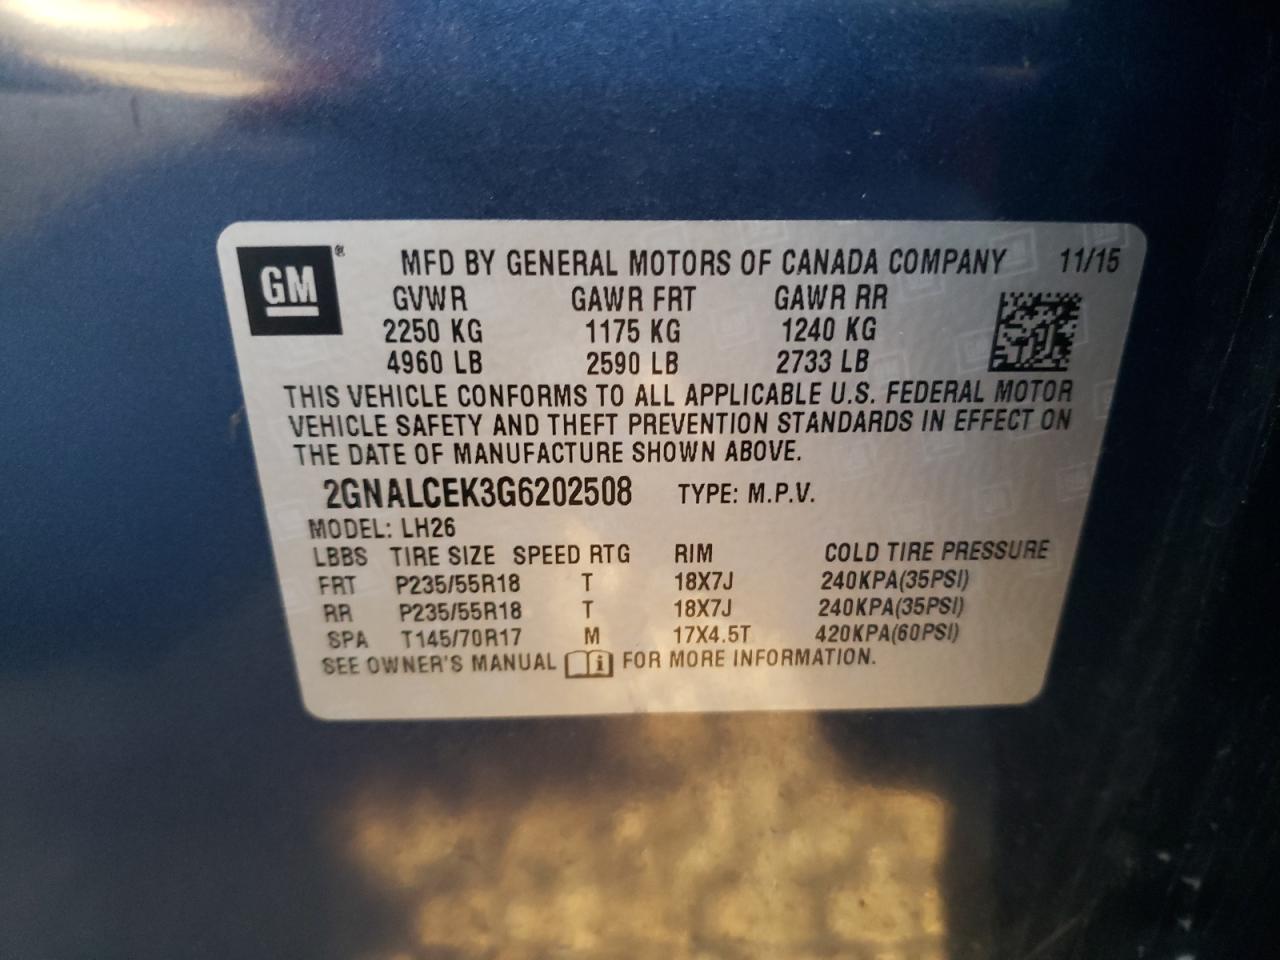 GM ® MFD BY GENERAL MOTORS OF CANADA COMPANY 11/15
GVWR GAWR FRT GAWR RR
2250 KG 1175 KG 1240 KG
4960 LB 2590 LB 2733 LB
THIS VEHICLE CONFORMS TO ALL APPLICABLE U.S. FEDERAL MOTOR
VEHICLE SAFETY AND THEFT PREVENTION STANDARDS IN EFFECT ON
THE DATE OF MANUFACTURE SHOWN ABOVE.
2GNALCEK3G6202508 TYPE: M.P.V.
MODEL: LH26
LBBS TIRE SIZE SPEED RTG RIM COLD TIRE PRESSURE
FRT P235/55R18 T 18X7J 240KPA(35PSI)
RR P235/55R18 T 18X7J 240KPA(35PSI)
SPA T145/70R17 M 17X4.5T 420KPA(60PSI)
SEE OWNER'S MANUAL FOR MORE INFORMATION.